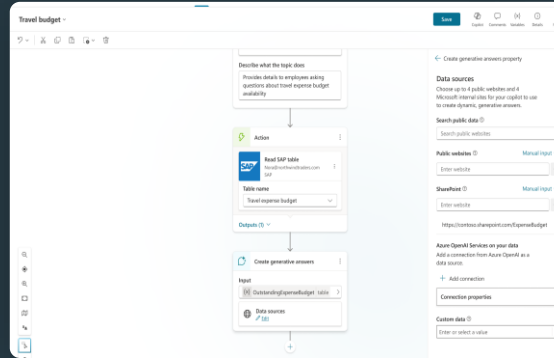 Travel budget
Save
Copilot
Comments
Variables
Details
Describe what the topic does
Provides details to employees asking
questions about travel expense budget
availability
Action
SAP
Read SAP table
SAP
Table name
Travel expense budget
Outputs (1)
Create generative answers
Input
{x} OutstandingExpenseBudget table
Data sources
Edit
Create generative answers property
Data sources
Choose up to 4 public websites and 4
Microsoft internal sites for your copilot to use
to create dynamic, generative answers.
Search public data
Search public websites
Public websites
Manual input
Enter website
SharePoint
Manual input
Enter website
https://contoso.sharepoint.com/ExpenseBudget
Azure OpenAI Services on your data
Add a connection from Azure OpenAI as a
data source.
Add connection
Connection properties
Custom data
Enter or select a value